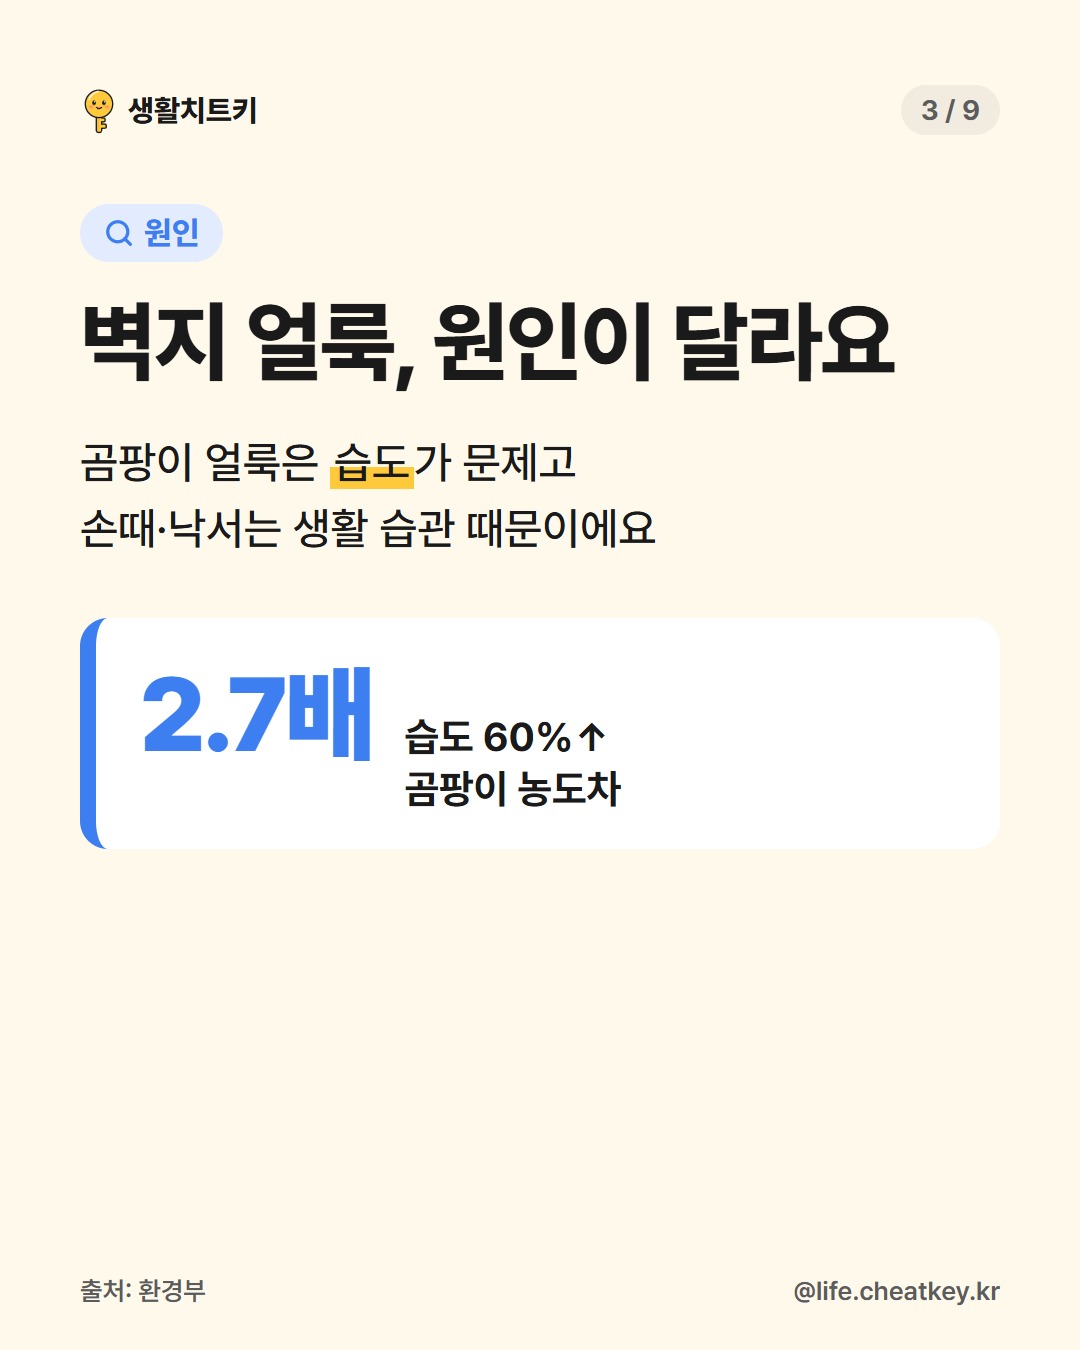 생활치트키
3 / 9
원인
벽지 얼룩, 원인이 달라요
곰팡이 얼룩은 습도가 문제고
손때·낙서는 생활 습관 때문이에요
2.7배
습도 60%↑
곰팡이 농도차
출처: 환경부
@life.cheatkey.kr